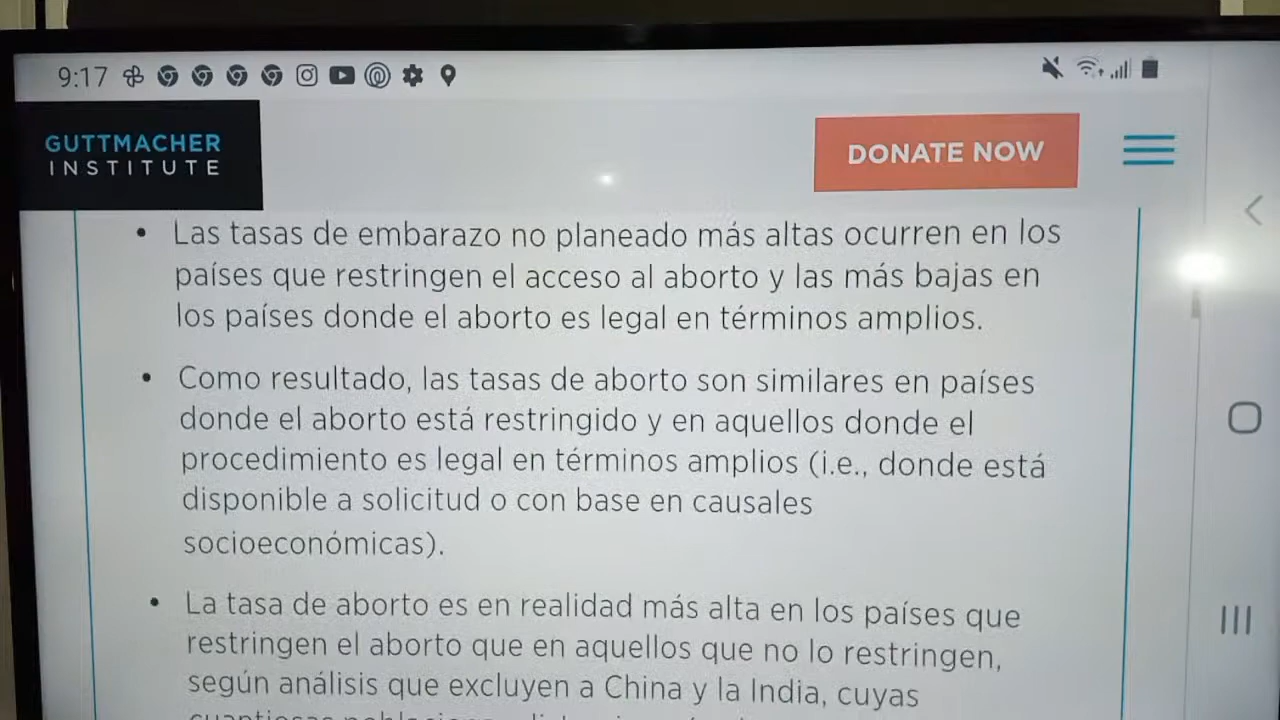 9:17
GUTTMACHER
INSTITUTE
DONATE NOW
• Las tasas de embarazo no planeado más altas ocurren en los
países que restringen el acceso al aborto y las más bajas en
los países donde el aborto es legal en términos amplios.
• Como resultado, las tasas de aborto son similares en países
donde el aborto está restringido y en aquellos donde el
procedimiento es legal en términos amplios (i.e., donde está
disponible a solicitud o con base en causales
socioeconómicas).
• La tasa de aborto es en realidad más alta en los países que
restringen el aborto que en aquellos que no lo restringen,
según análisis que excluyen a China y la India, cuyas